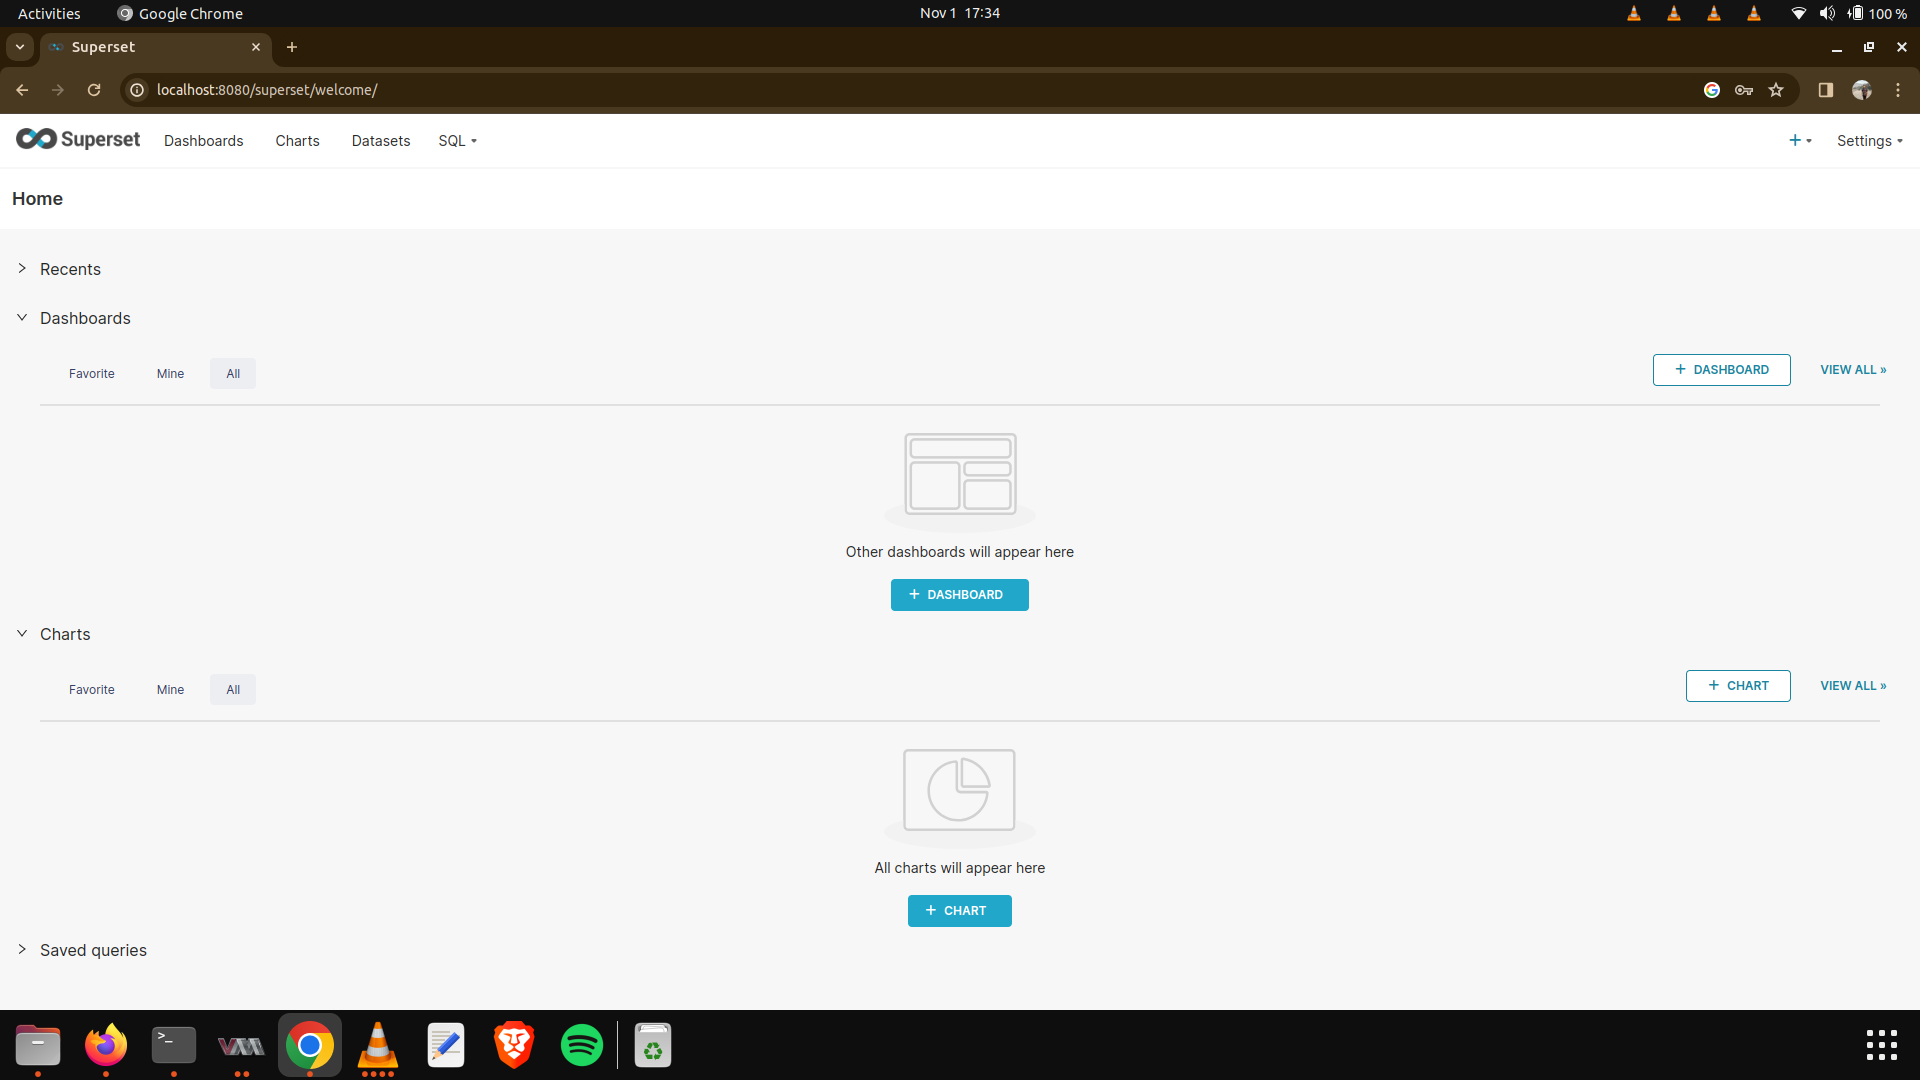 Activities Google Chrome Nov 1 17:34 100 %
Superset
localhost:8080/superset/welcome/
Superset Dashboards Charts Datasets SQL Settings
Home
Recents
Dashboards
Favorite Mine All + DASHBOARD VIEW ALL »
Other dashboards will appear here
+ DASHBOARD
Charts
Favorite Mine All + CHART VIEW ALL »
All charts will appear here
+ CHART
Saved queries